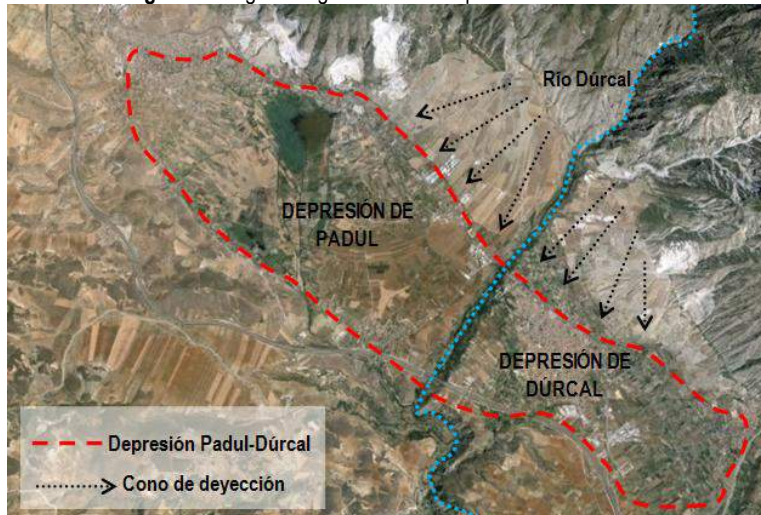 Río Dúrcal
DEPRESIÓN DE
PADUL
DEPRESIÓN DE
DÚRCAL
Depresión Padul-Dúrcal
Cono de deyección